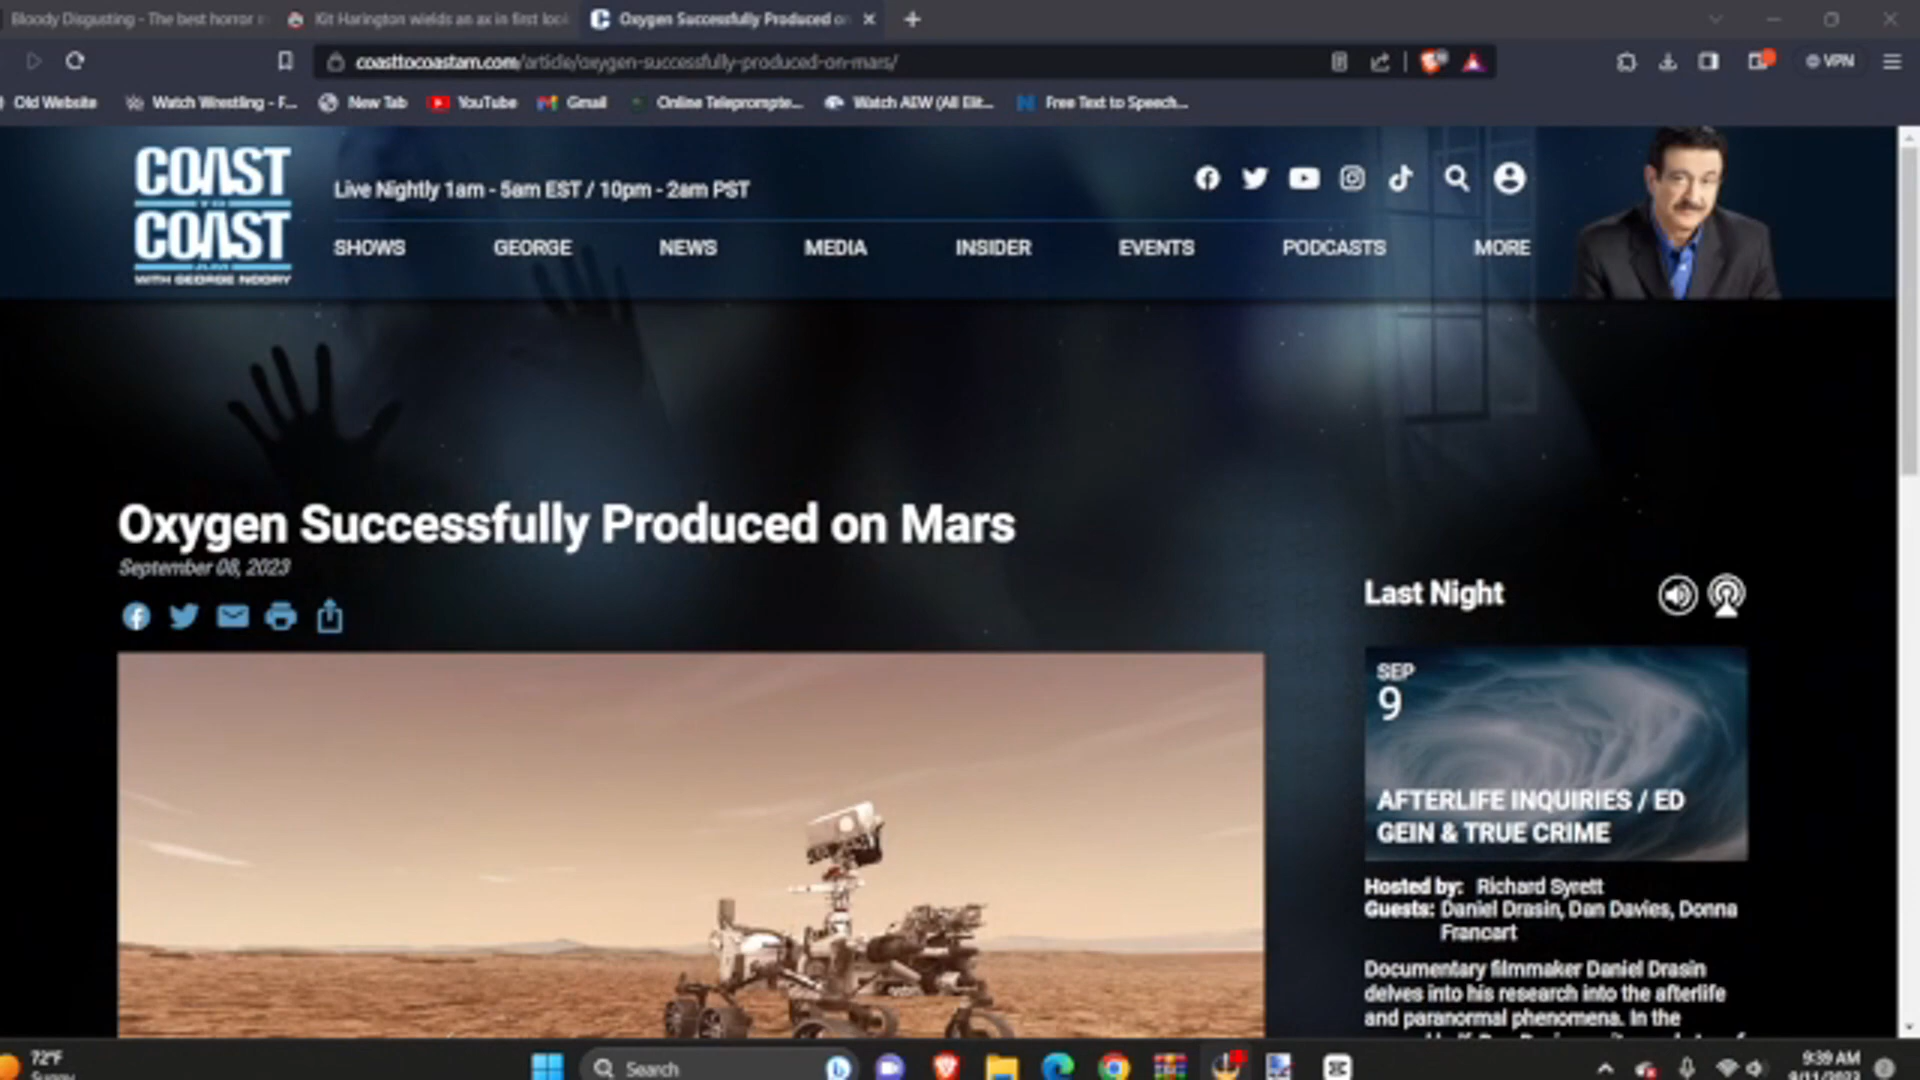 Bloody Disgusting - The best horror
Kit Harington wields an ax in first look
Oxygen Successfully Produced on
coasttocoastam.com/article/oxygen-successfully-produced-on-mars/
VPN
Old Website
Watch Wrestling - F...
New Tab
YouTube
Gmail
Online Teleprompte...
Watch AEW (All Elit...
Free Text to Speech...
COAST
TO
COAST
AM
WITH GEORGE NOORY
Live Nightly 1am - 5am EST / 10pm - 2am PST
SHOWS
GEORGE
NEWS
MEDIA
INSIDER
EVENTS
PODCASTS
MORE
Oxygen Successfully Produced on Mars
September 08, 2023
Last Night
SEP
9
AFTERLIFE INQUIRIES / ED
GEIN & TRUE CRIME
Hosted by: Richard Syrett
Guests: Daniel Drasin, Dan Davies, Donna
Francart
Documentary filmmaker Daniel Drasin
delves into his research into the afterlife
and paranormal phenomena. In the
72°F
Sunny
Search
9:39 AM
9/11/2023